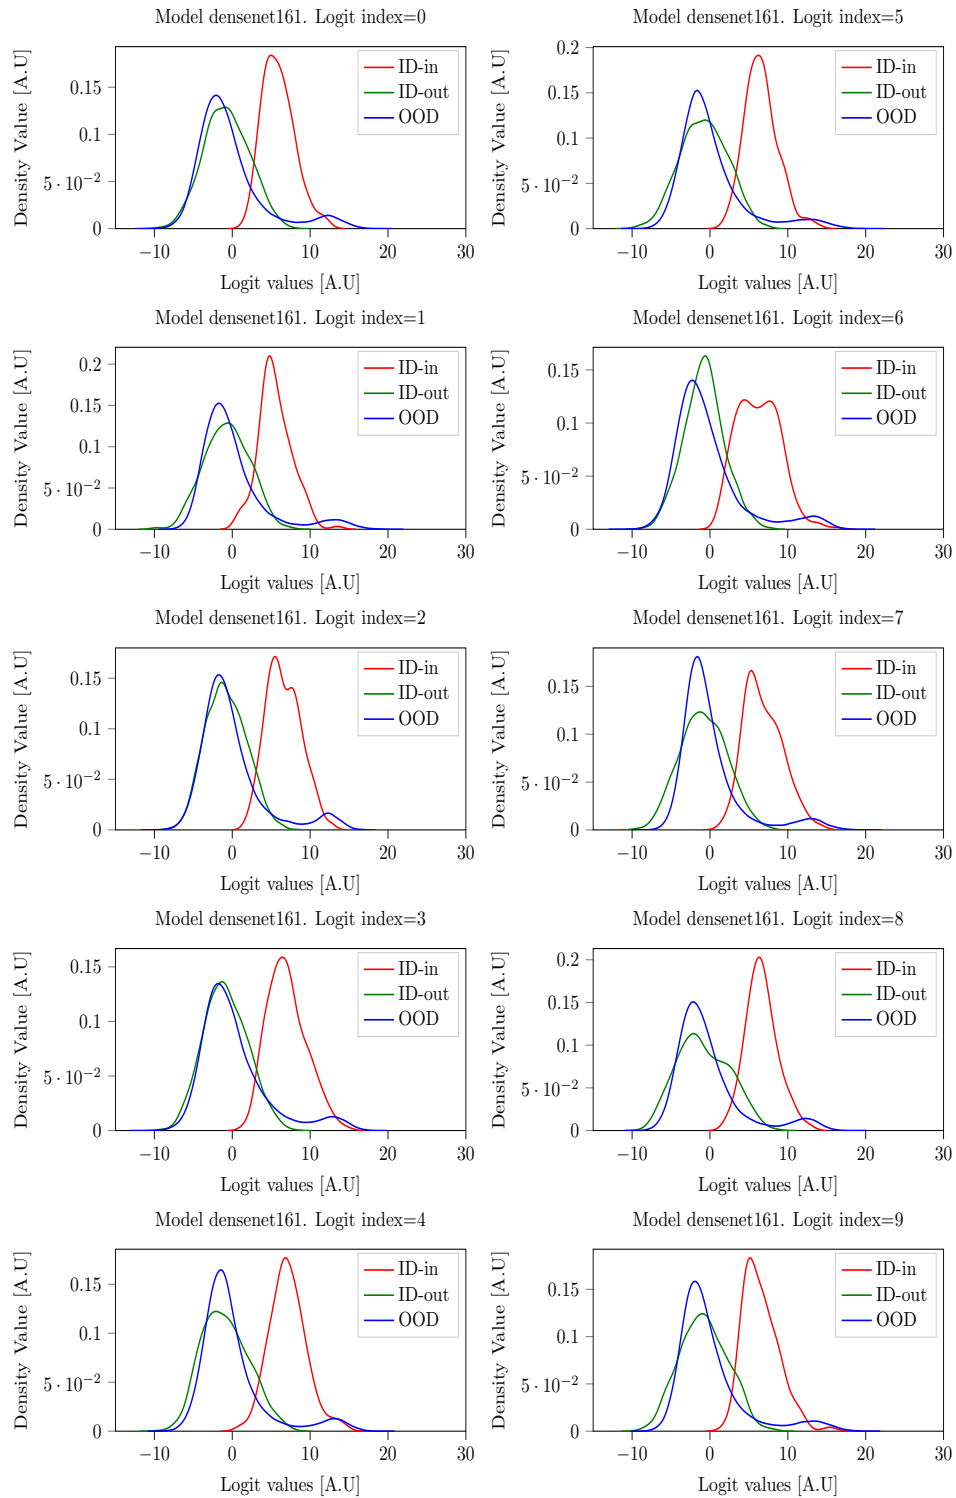 Model densenet161. Logit index=0
Density Value [A.U]
0.15
0.1
5 · 10⁻²
0
ID-in
ID-out
OOD
−10 0 10 20 30
Logit values [A.U]
Model densenet161. Logit index=5
Density Value [A.U]
0.2
0.15
0.1
5 · 10⁻²
0
ID-in
ID-out
OOD
−10 0 10 20 30
Logit values [A.U]
Model densenet161. Logit index=1
Density Value [A.U]
0.2
0.15
0.1
5 · 10⁻²
0
ID-in
ID-out
OOD
−10 0 10 20 30
Logit values [A.U]
Model densenet161. Logit index=6
Density Value [A.U]
0.15
0.1
5 · 10⁻²
0
ID-in
ID-out
OOD
−10 0 10 20 30
Logit values [A.U]
Model densenet161. Logit index=2
Density Value [A.U]
0.15
0.1
5 · 10⁻²
0
ID-in
ID-out
OOD
−10 0 10 20 30
Logit values [A.U]
Model densenet161. Logit index=7
Density Value [A.U]
0.15
0.1
5 · 10⁻²
0
ID-in
ID-out
OOD
−10 0 10 20 30
Logit values [A.U]
Model densenet161. Logit index=3
Density Value [A.U]
0.15
0.1
5 · 10⁻²
0
ID-in
ID-out
OOD
−10 0 10 20 30
Logit values [A.U]
Model densenet161. Logit index=8
Density Value [A.U]
0.2
0.15
0.1
5 · 10⁻²
0
ID-in
ID-out
OOD
−10 0 10 20 30
Logit values [A.U]
Model densenet161. Logit index=4
Density Value [A.U]
0.15
0.1
5 · 10⁻²
0
ID-in
ID-out
OOD
−10 0 10 20 30
Logit values [A.U]
Model densenet161. Logit index=9
Density Value [A.U]
0.15
0.1
5 · 10⁻²
0
ID-in
ID-out
OOD
−10 0 10 20 30
Logit values [A.U]